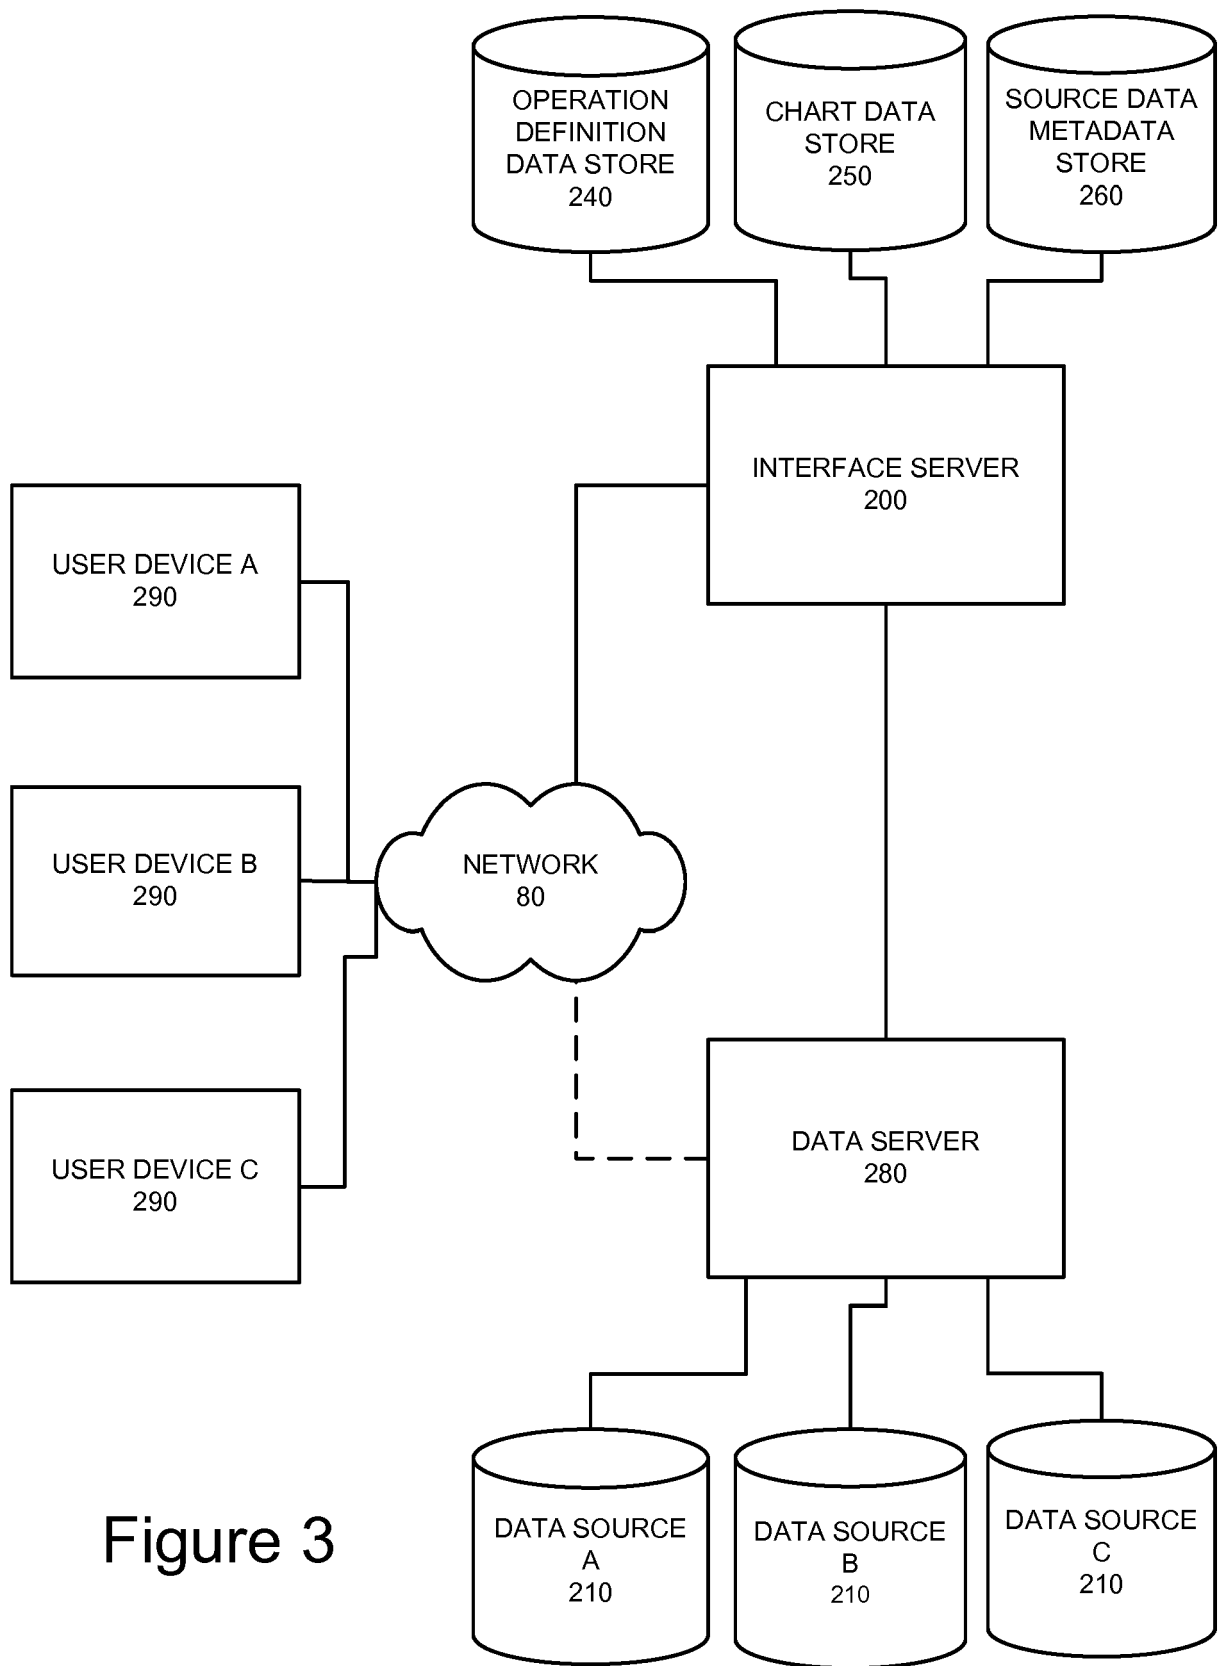 OPERATION
DEFINITION
DATA STORE
240
CHART DATA
STORE
250
SOURCE DATA
METADATA
STORE
260
INTERFACE SERVER
200
USER DEVICE A
290
USER DEVICE B
290
NETWORK
80
USER DEVICE C
290
DATA SERVER
280
DATA SOURCE
A
210
DATA SOURCE
B
210
DATA SOURCE
C
210
Figure 3